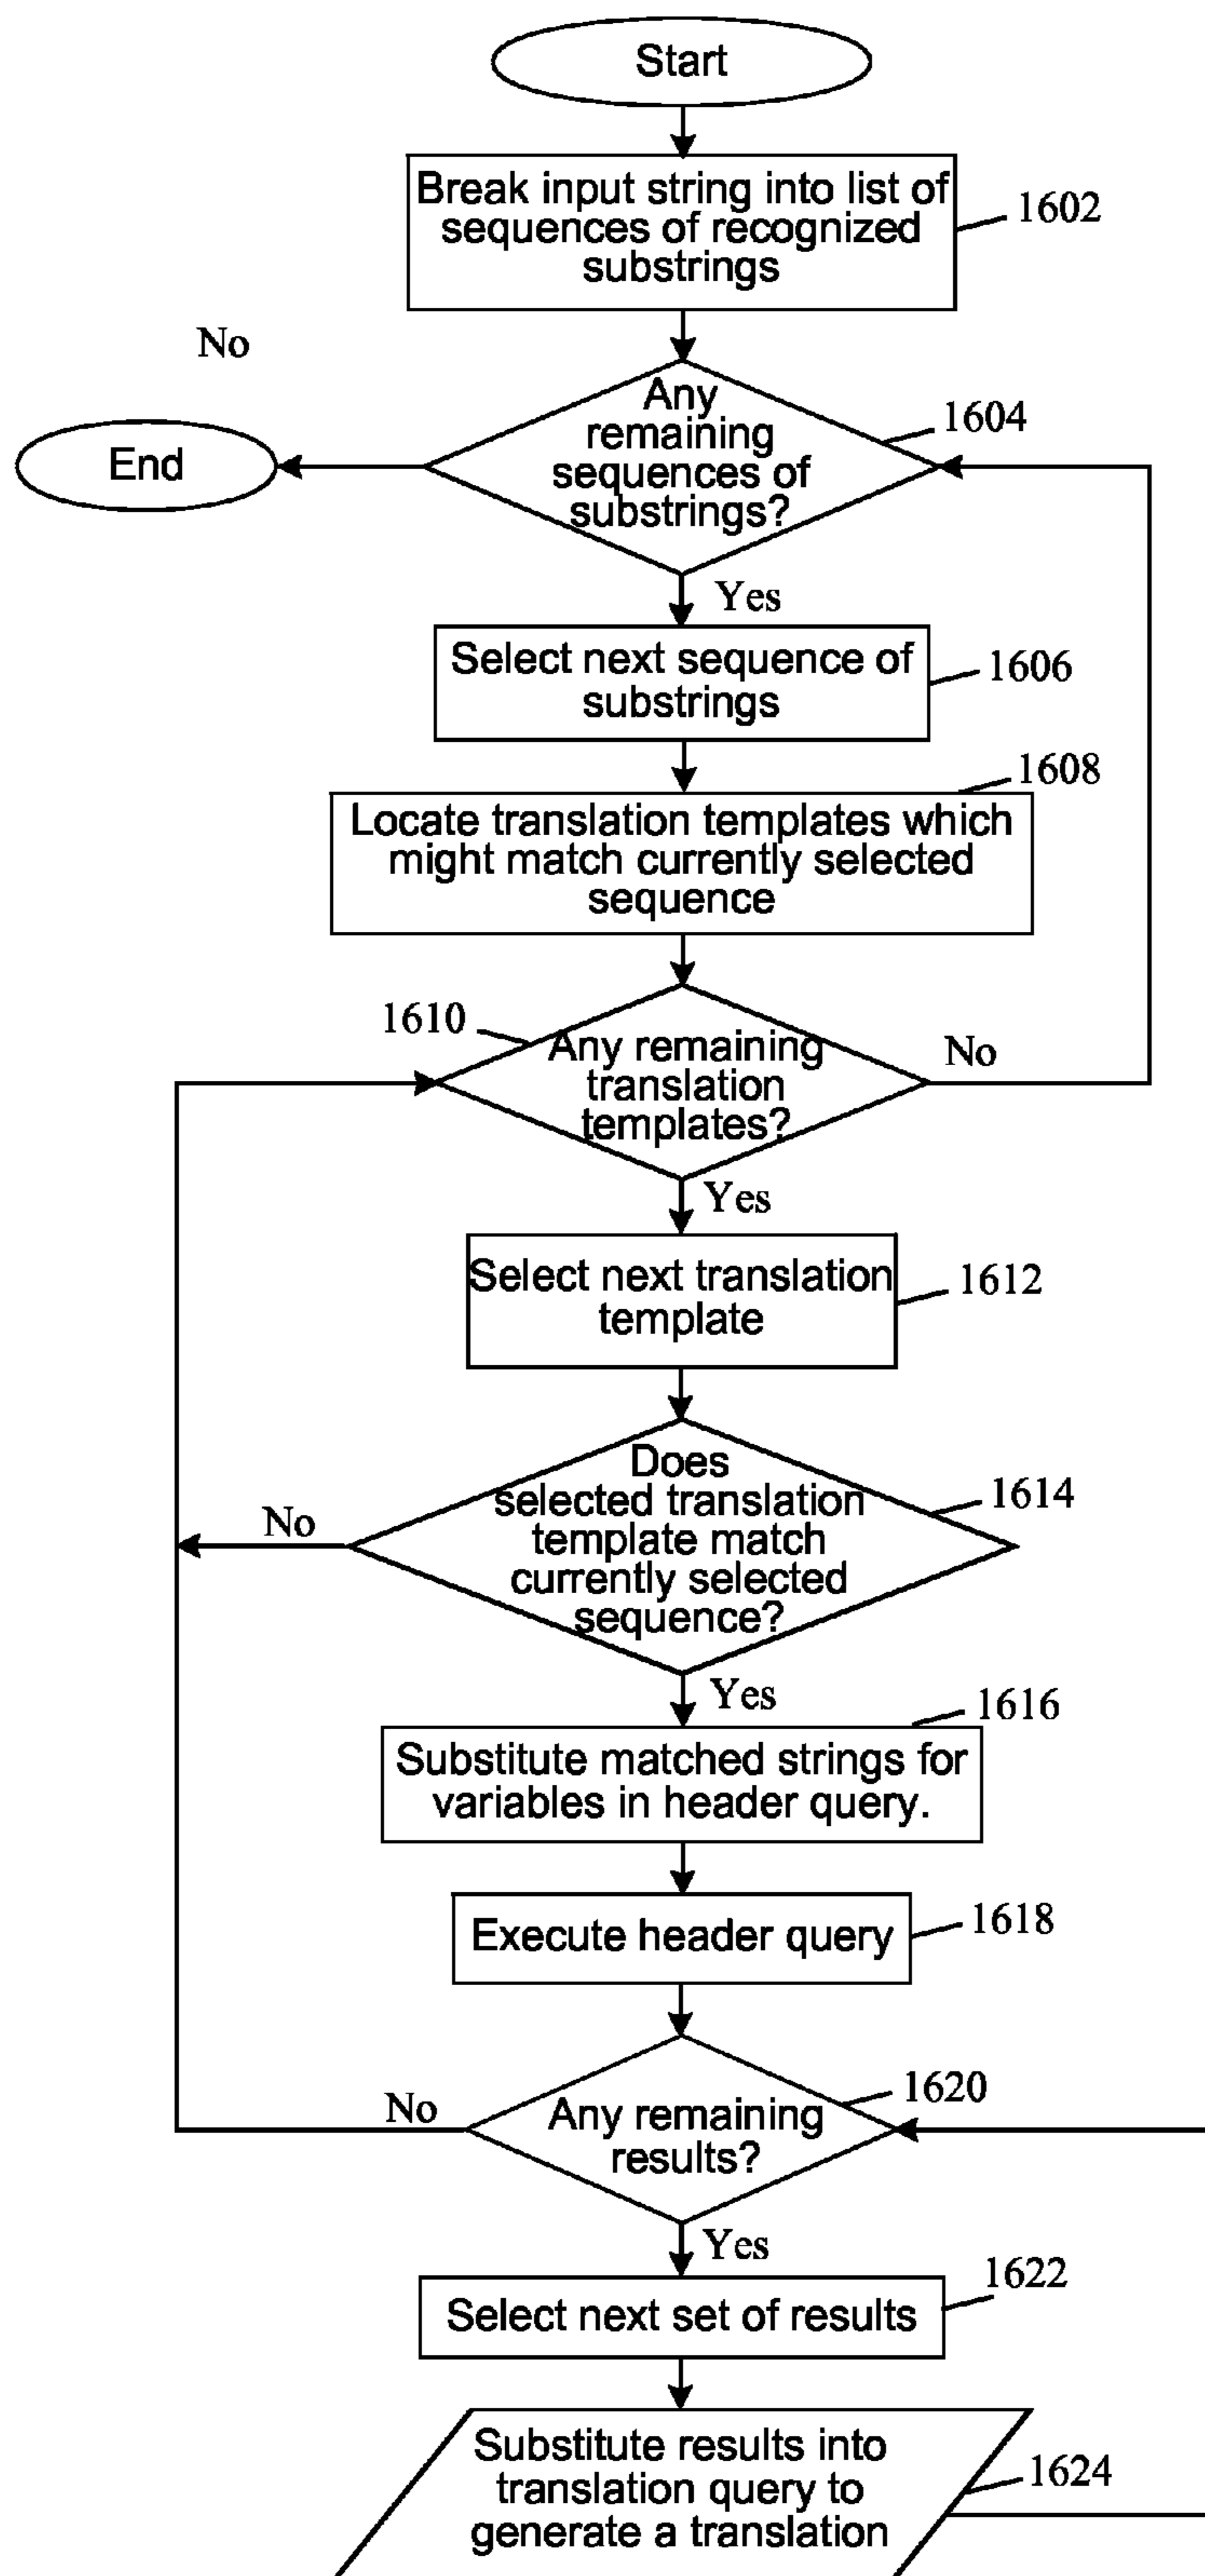 Start
Break input string into list of
sequences of recognized
substrings
1602
No
Any
remaining
sequences of
substrings?
1604
End
Yes
Select next sequence of
substrings
1606
1608
Locate translation templates which
might match currently selected
sequence
1610
Any remaining
translation
templates?
No
Yes
Select next translation
template
1612
Does
selected translation
template match
currently selected
sequence?
1614
No
Yes
1616
Substitute matched strings for
variables in header query.
Execute header query
1618
Any remaining
results?
1620
No
Yes
1622
Select next set of results
Substitute results into
translation query to
generate a translation
1624